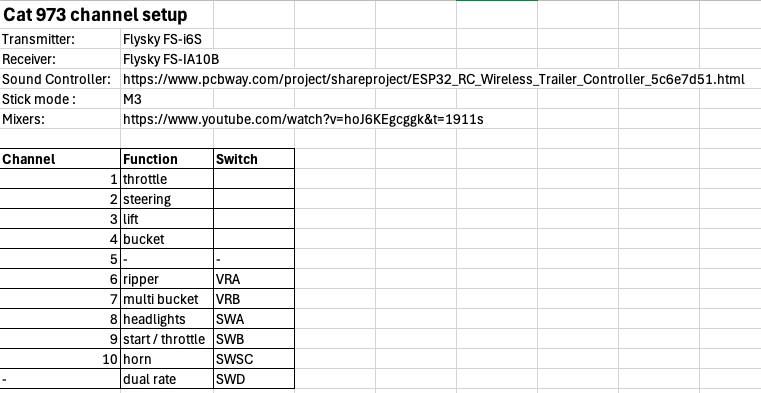 Cat 973 channel setup
Transmitter: Flysky FS-i6S
Receiver: Flysky FS-IA10B
Sound Controller: https://www.pcbway.com/project/shareproject/ESP32_RC_Wireless_Trailer_Controller_5c6e7d51.html
Stick mode : M3
Mixers: https://www.youtube.com/watch?v=hoJ6KEgcggk&t=1911s
Channel Function Switch
1 throttle
2 steering
3 lift
4 bucket
5 - -
6 ripper VRA
7 multi bucket VRB
8 headlights SWA
9 start / throttle SWB
10 horn SWSC
- dual rate SWD